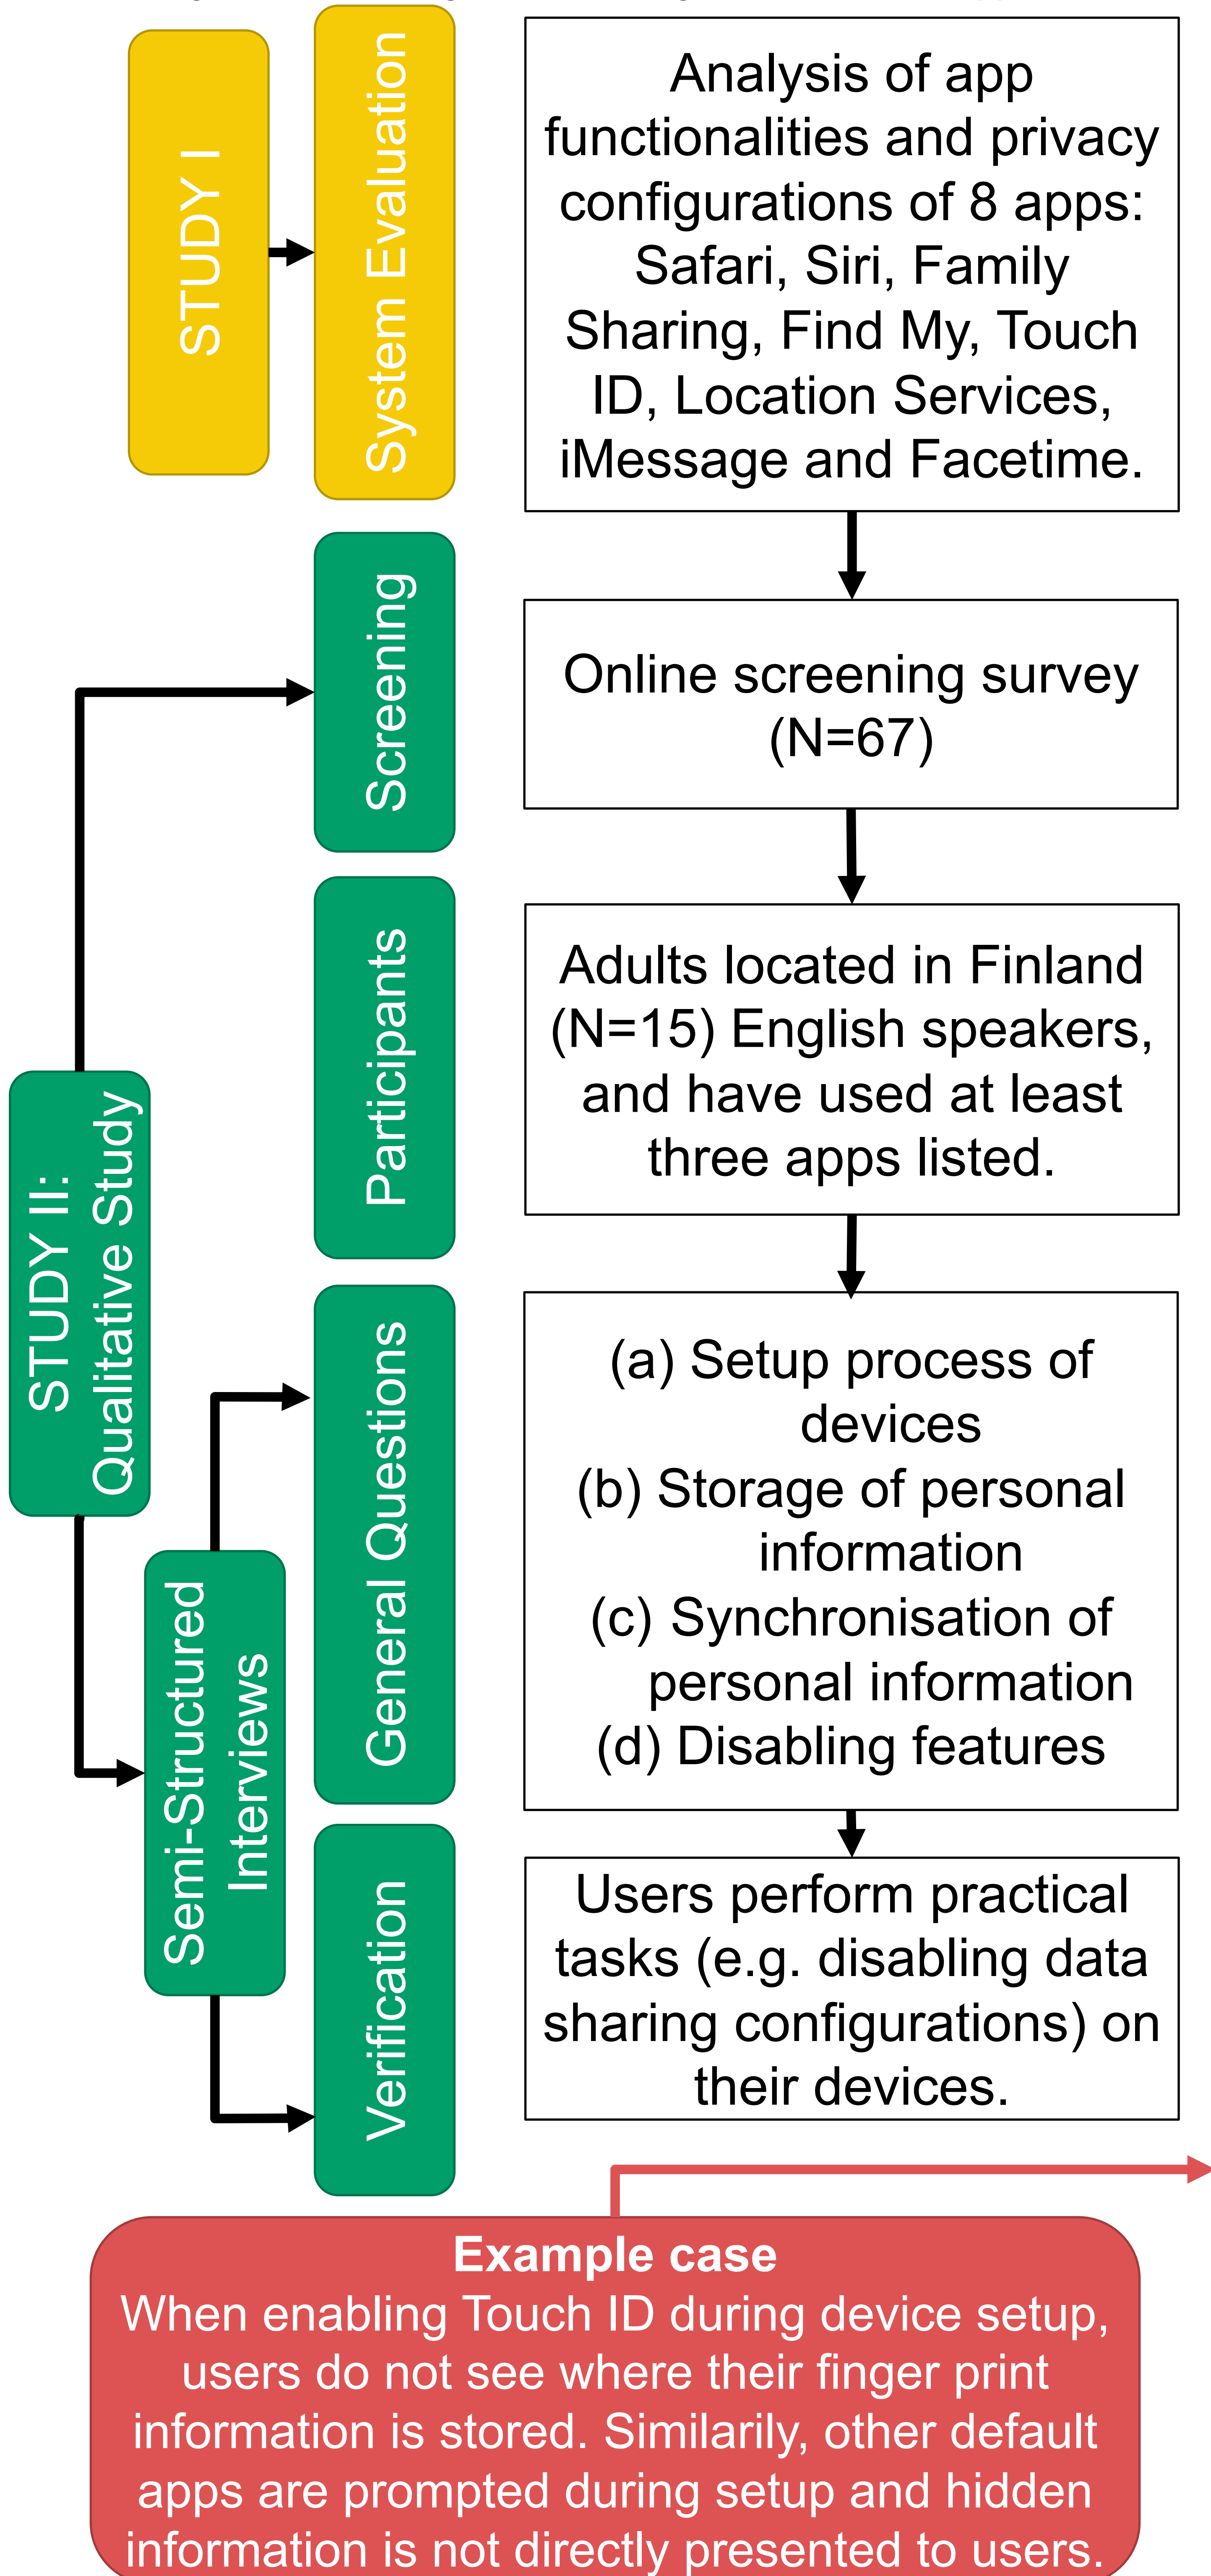 STUDY I
System Evaluation
Analysis of app
functionalities and privacy
configurations of 8 apps:
Safari, Siri, Family
Sharing, Find My, Touch
ID, Location Services,
iMessage and Facetime.
Screening
Online screening survey
(N=67)
Participants
Adults located in Finland
(N=15) English speakers,
and have used at least
three apps listed.
STUDY II:
Qualitative Study
Semi-Structured
Interviews
General Questions
(a) Setup process of
devices
(b) Storage of personal
information
(c) Synchronisation of
personal information
(d) Disabling features
Verification
Users perform practical
tasks (e.g. disabling data
sharing configurations) on
their devices.
Example case
When enabling Touch ID during device setup,
users do not see where their finger print
information is stored. Similarily, other default
apps are prompted during setup and hidden
information is not directly presented to users.